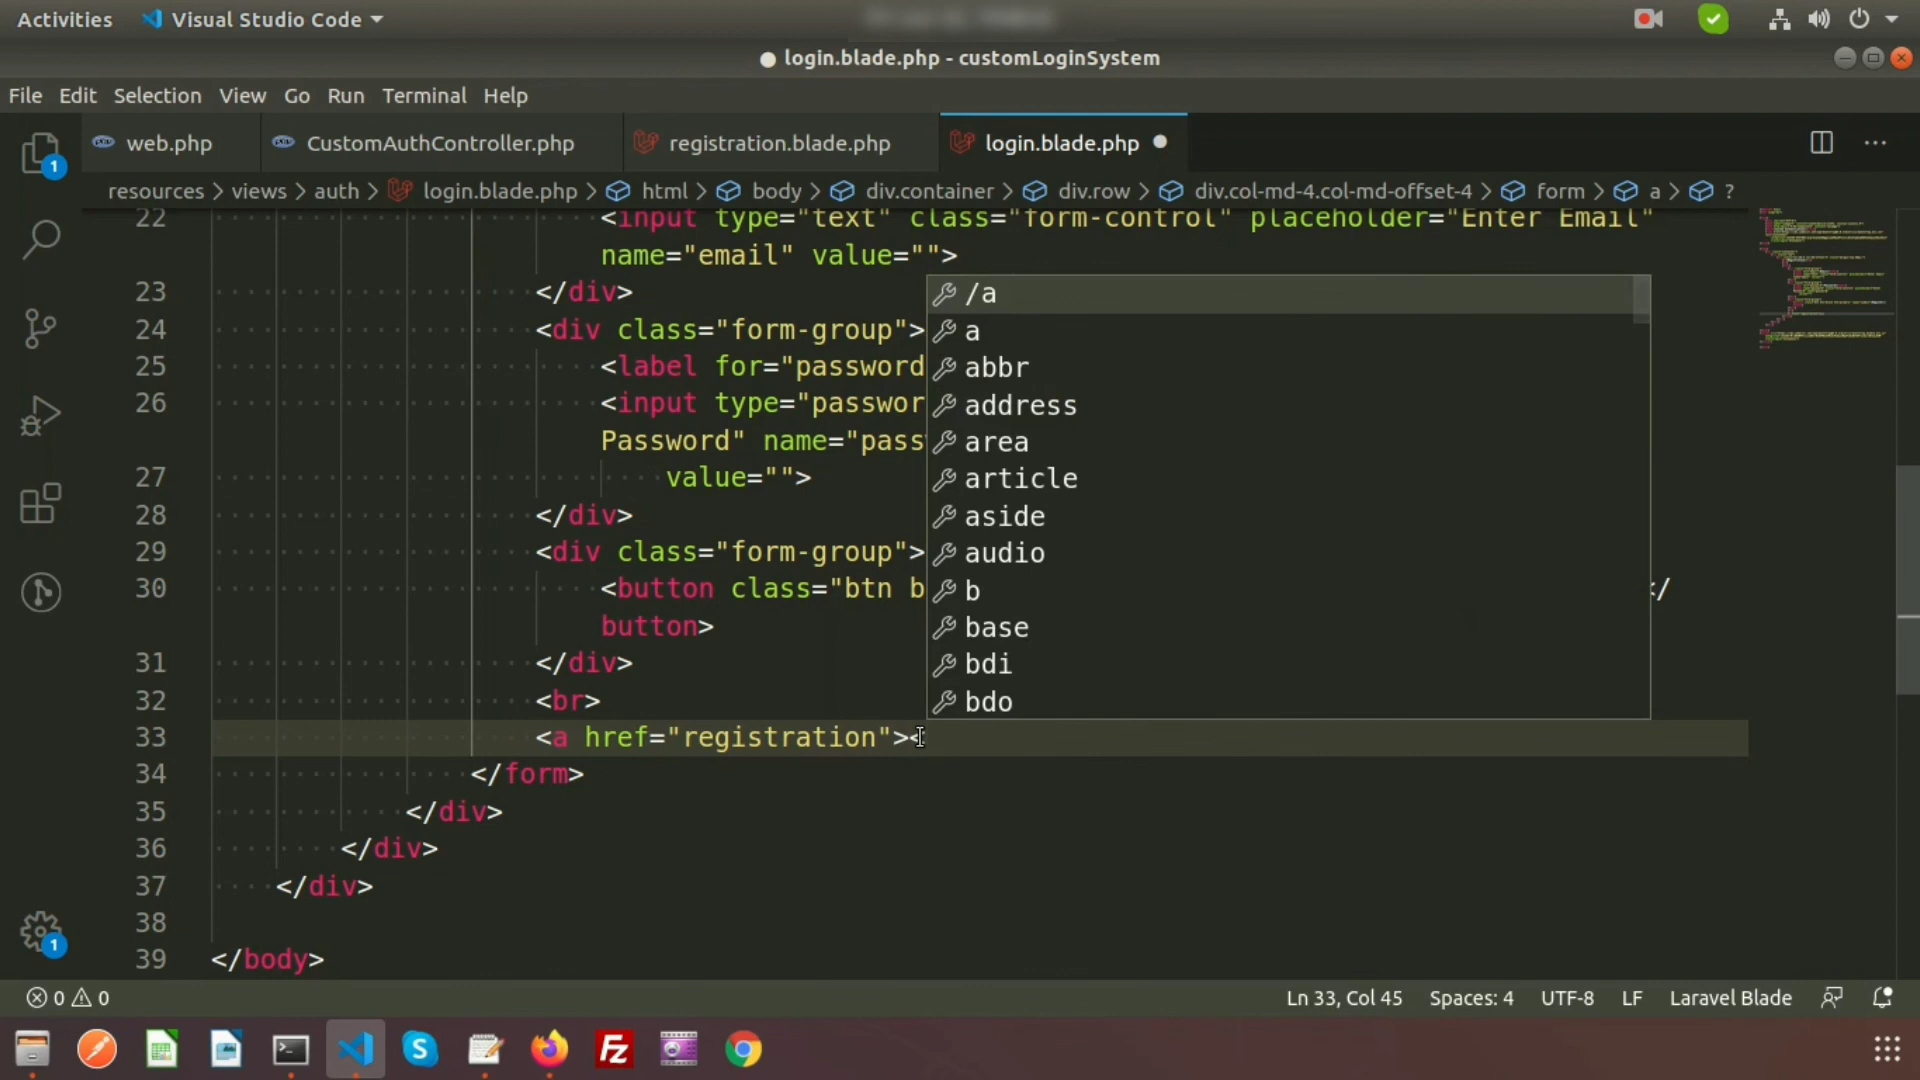 Activities Visual Studio Code
login.blade.php - customLoginSystem
File Edit Selection View Go Run Terminal Help
1 web.php CustomAuthController.php registration.blade.php login.blade.php
resources > views > auth > login.blade.php > html > body > div.container > div.row > div.col-md-4.col-md-offset-4 > form > a > ?
22 <input type="text" class="form-control" placeholder="Enter Email"
name="email" value="">
23 </div>
24 <div class="form-group">
25 <label for="password
26 <input type="passwor
Password" name="pass
27 value="">
28 </div>
29 <div class="form-group">
30 <button class="btn b </
button>
31 </div>
32 <br>
33 <a href="registration"><
34 </form>
35 </div>
36 </div>
37 </div>
38
39 </body>
/a
a
abbr
address
area
article
aside
audio
b
base
bdi
bdo
1
0 0 Ln 33, Col 45 Spaces: 4 UTF-8 LF Laravel Blade
S Fz